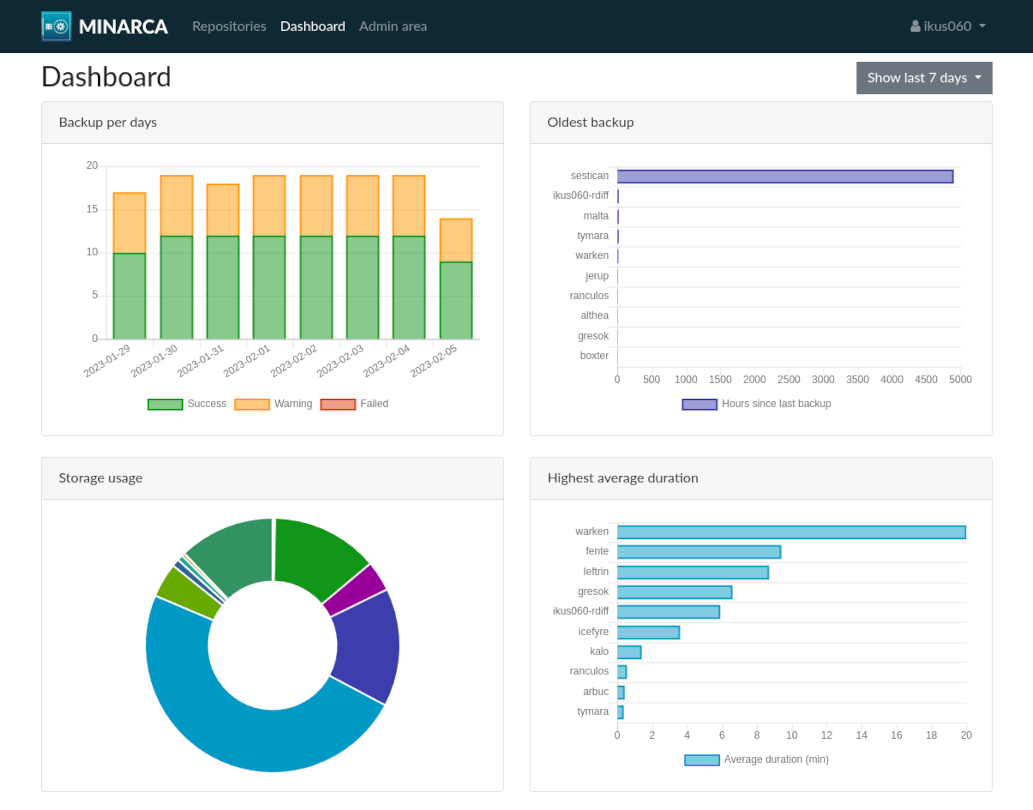 MINARCA Repositories Dashboard Admin area ikus060
Dashboard Show last 7 days
Backup per days
20
15
10
5
0
2023-01-29 2023-01-30 2023-01-31 2023-02-01 2023-02-02 2023-02-03 2023-02-04 2023-02-05
Success Warning Failed
Oldest backup
sestican
ikus060-rdiff
malta
tymara
warken
jerup
ranculos
althea
gresok
boxter
0 500 1000 1500 2000 2500 3000 3500 4000 4500 5000
Hours since last backup
Storage usage
Highest average duration
warken
fente
leftrin
gresok
ikus060-rdiff
icefyre
kalo
ranculos
arbuc
tymara
0 2 4 6 8 10 12 14 16 18 20
Average duration (min)